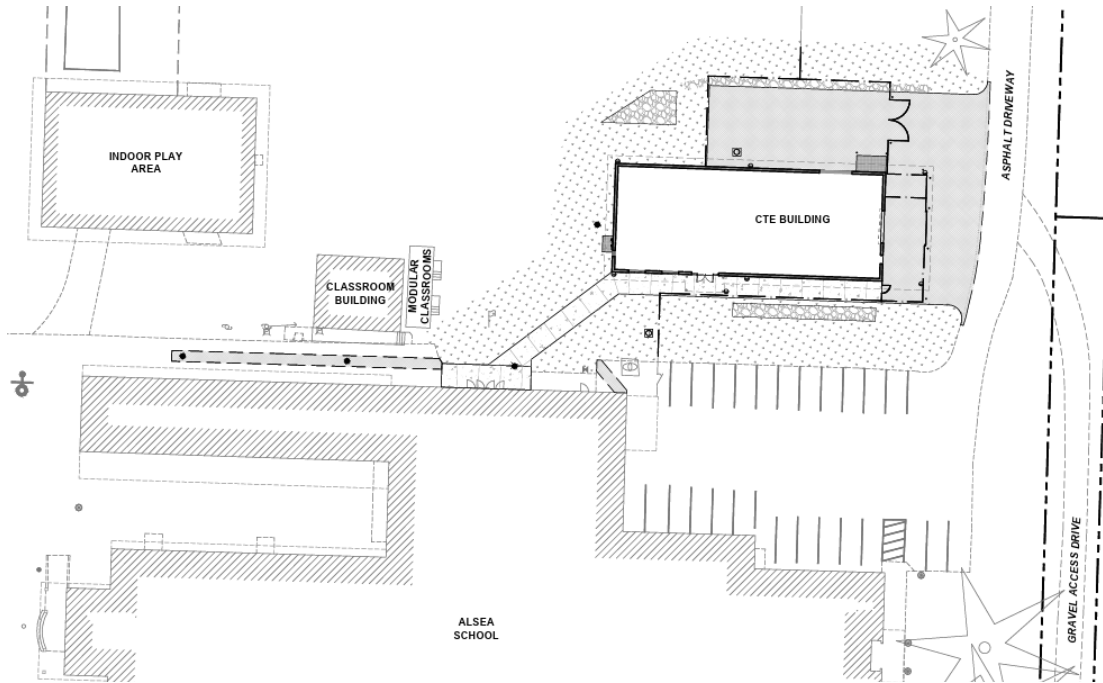 ASPHALT DRIVEWAY
INDOOR PLAY
AREA
CTE BUILDING
CLASSROOM
BUILDING
MODULAR
CLASSROOMS
GRAVEL ACCESS DRIVE
ALSEA
SCHOOL